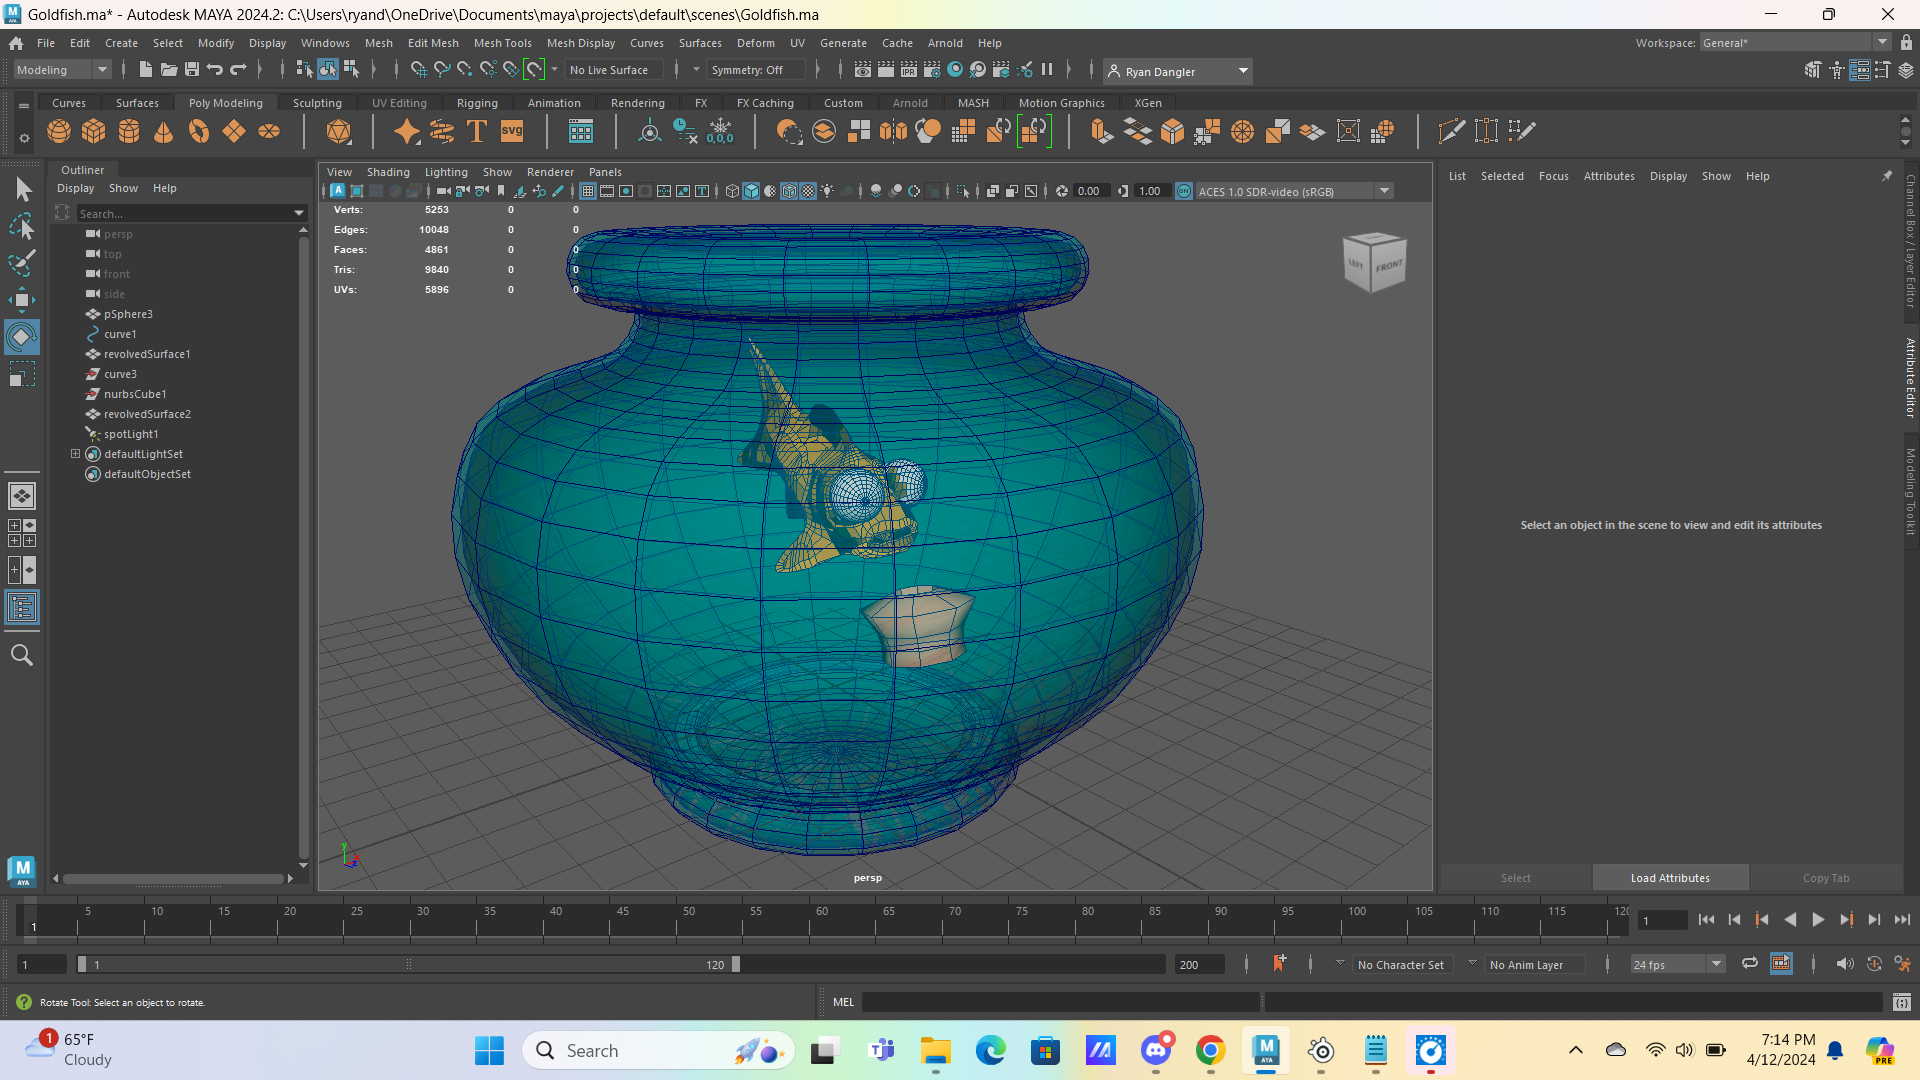 Goldfish.ma* - Autodesk MAYA 2024.2: C:\Users\ryand\OneDrive\Documents\maya\projects\default\scenes\Goldfish.ma
File Edit Create Select Modify Display Windows Mesh Edit Mesh Mesh Tools Mesh Display Curves Surfaces Deform UV Generate Cache Arnold Help Workspace: General*
Modeling No Live Surface Symmetry: Off IPR Ryan Dangler
Curves Surfaces Poly Modeling Sculpting UV Editing Rigging Animation Rendering FX FX Caching Custom Arnold MASH Motion Graphics XGen
T SVG 0,0,0
Outliner
Display Show Help
Search...
persp
top
front
side
pSphere3
curve1
revolvedSurface1
curve3
nurbsCube1
revolvedSurface2
spotLight1
defaultLightSet
defaultObjectSet
View Shading Lighting Show Renderer Panels
0.00 1.00 ON ACES 1.0 SDR-video (sRGB)
Verts: 5253 0 0
Edges: 10048 0 0
Faces: 4861 0 0
Tris: 9840 0 0
UVs: 5896 0 0
LEFT FRONT
y
persp
List Selected Focus Attributes Display Show Help
Select an object in the scene to view and edit its attributes
Select Load Attributes Copy Tab
Channel Box / Layer Editor
Attribute Editor
Modeling Toolkit
M
AYA
5 10 15 20 25 30 35 40 45 50 55 60 65 70 75 80 85 90 95 100 105 110 115 120
1 1
1 1 120 200 No Character Set No Anim Layer 24 fps
Rotate Tool: Select an object to rotate. MEL
1 65°F
Cloudy
Search
7:14 PM
4/12/2024
PRE